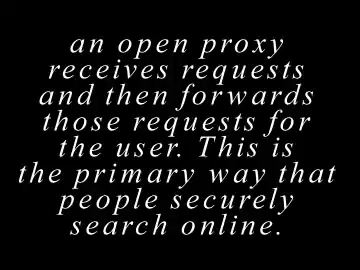 an open proxy
receives requests
and then forwards
those requests for
the user. This is
the primary way that
people securely
search online.